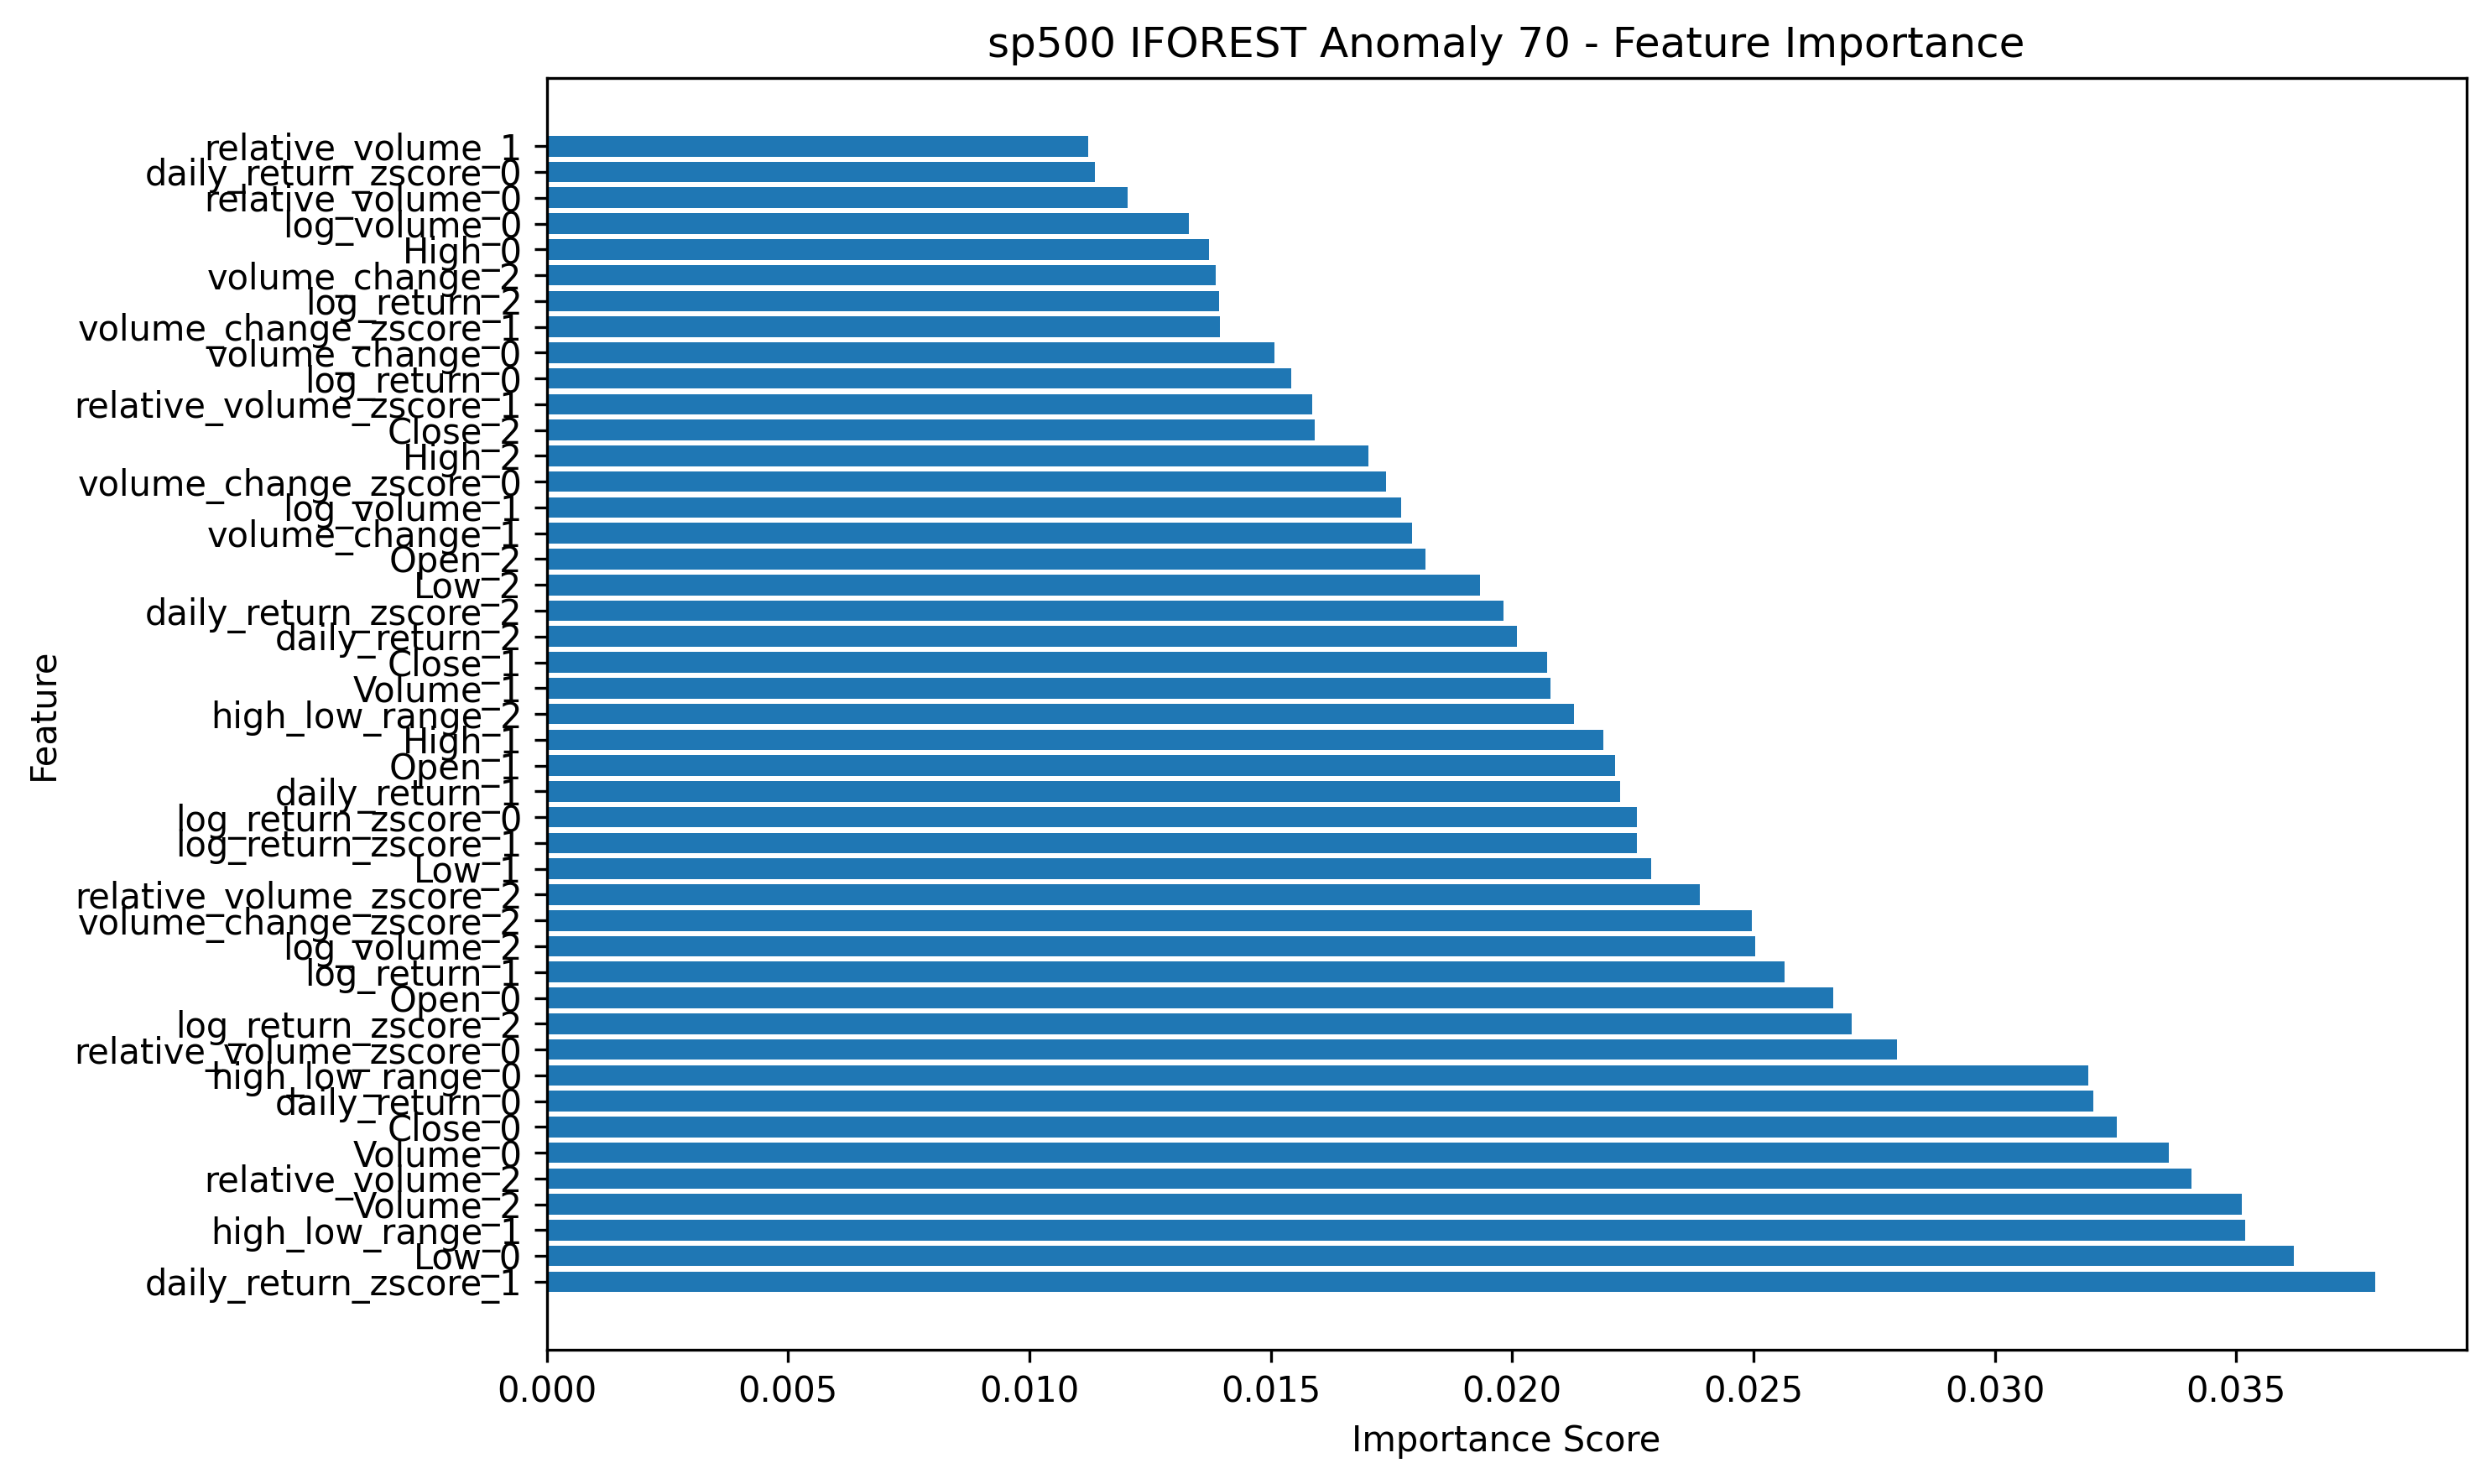 sp500 IFOREST Anomaly 70 - Feature Importance
relative_volume_1
daily_return_zscore_0
relative_volume_0
log_volume_0
High_0
volume_change_2
log_return_2
volume_change_zscore_1
volume_change_0
log_return_0
relative_volume_zscore_1
Close_2
High_2
volume_change_zscore_0
log_volume_1
volume_change_1
Open_2
Low_2
daily_return_zscore_2
daily_return_2
Close_1
Volume_1
high_low_range_2
High_1
Open_1
daily_return_1
log_return_zscore_0
log_return_zscore_1
Low_1
relative_volume_zscore_2
volume_change_zscore_2
log_volume_2
log_return_1
Open_0
log_return_zscore_2
relative_volume_zscore_0
high_low_range_0
daily_return_0
Close_0
Volume_0
relative_volume_2
Volume_2
high_low_range_1
Low_0
daily_return_zscore_1
Feature
0.000 0.005 0.010 0.015 0.020 0.025 0.030 0.035
Importance Score